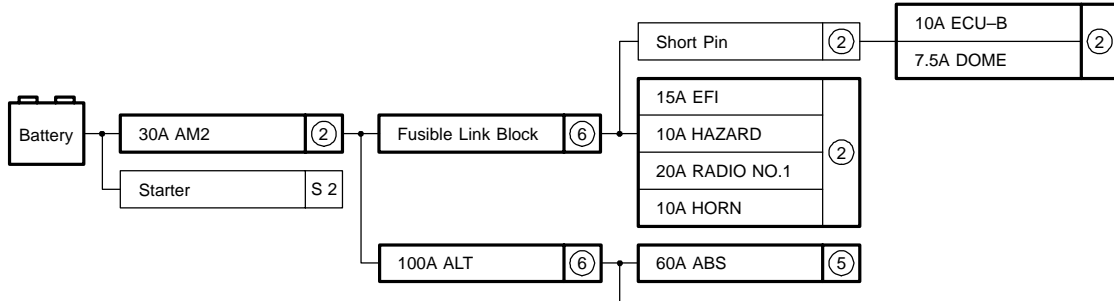 10A ECU–B
Short Pin 2 2
7.5A DOME
15A EFI
Battery 30A AM2 2 Fusible Link Block 6 10A HAZARD 2
20A RADIO NO.1
Starter S 2
10A HORN
100A ALT 6 60A ABS 5